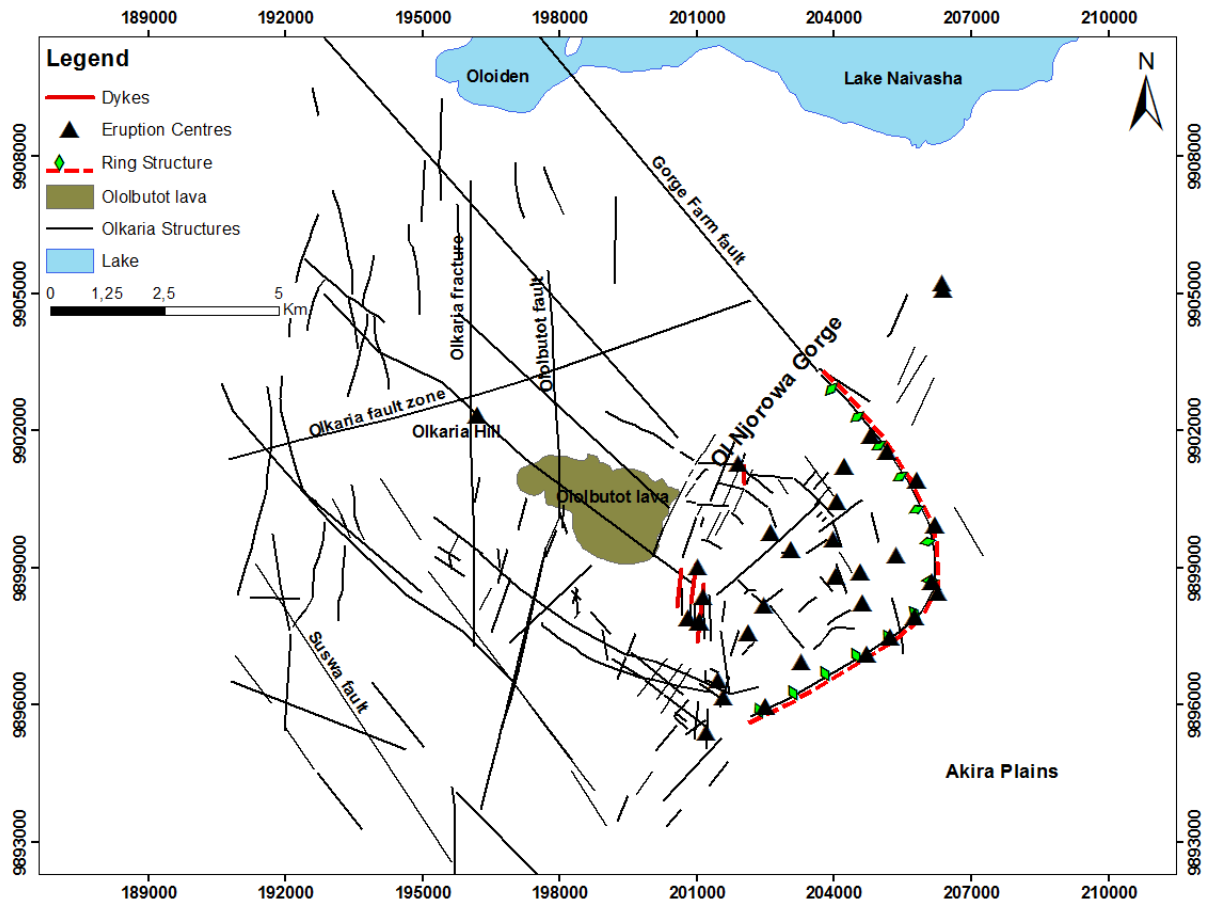 189000 192000 195000 198000 201000 204000 207000 210000
Legend
Dykes
Eruption Centres
Ring Structure
Ololbutot lava
Olkaria Structures
Lake
0 1,25 2,5 5
Km
Oloiden
Lake Naivasha
N
9908000
9908000
Gorge Farm fault
9905000
9905000
Olkaria fracture
Ololbutot fault
Ol Njorowa Gorge
Olkaria fault zone
Olkaria Hill
9902000
9902000
Ololbutot lava
9899000
9899000
Suswa fault
9896000
9896000
Akira Plains
9893000
9893000
189000 192000 195000 198000 201000 204000 207000 210000